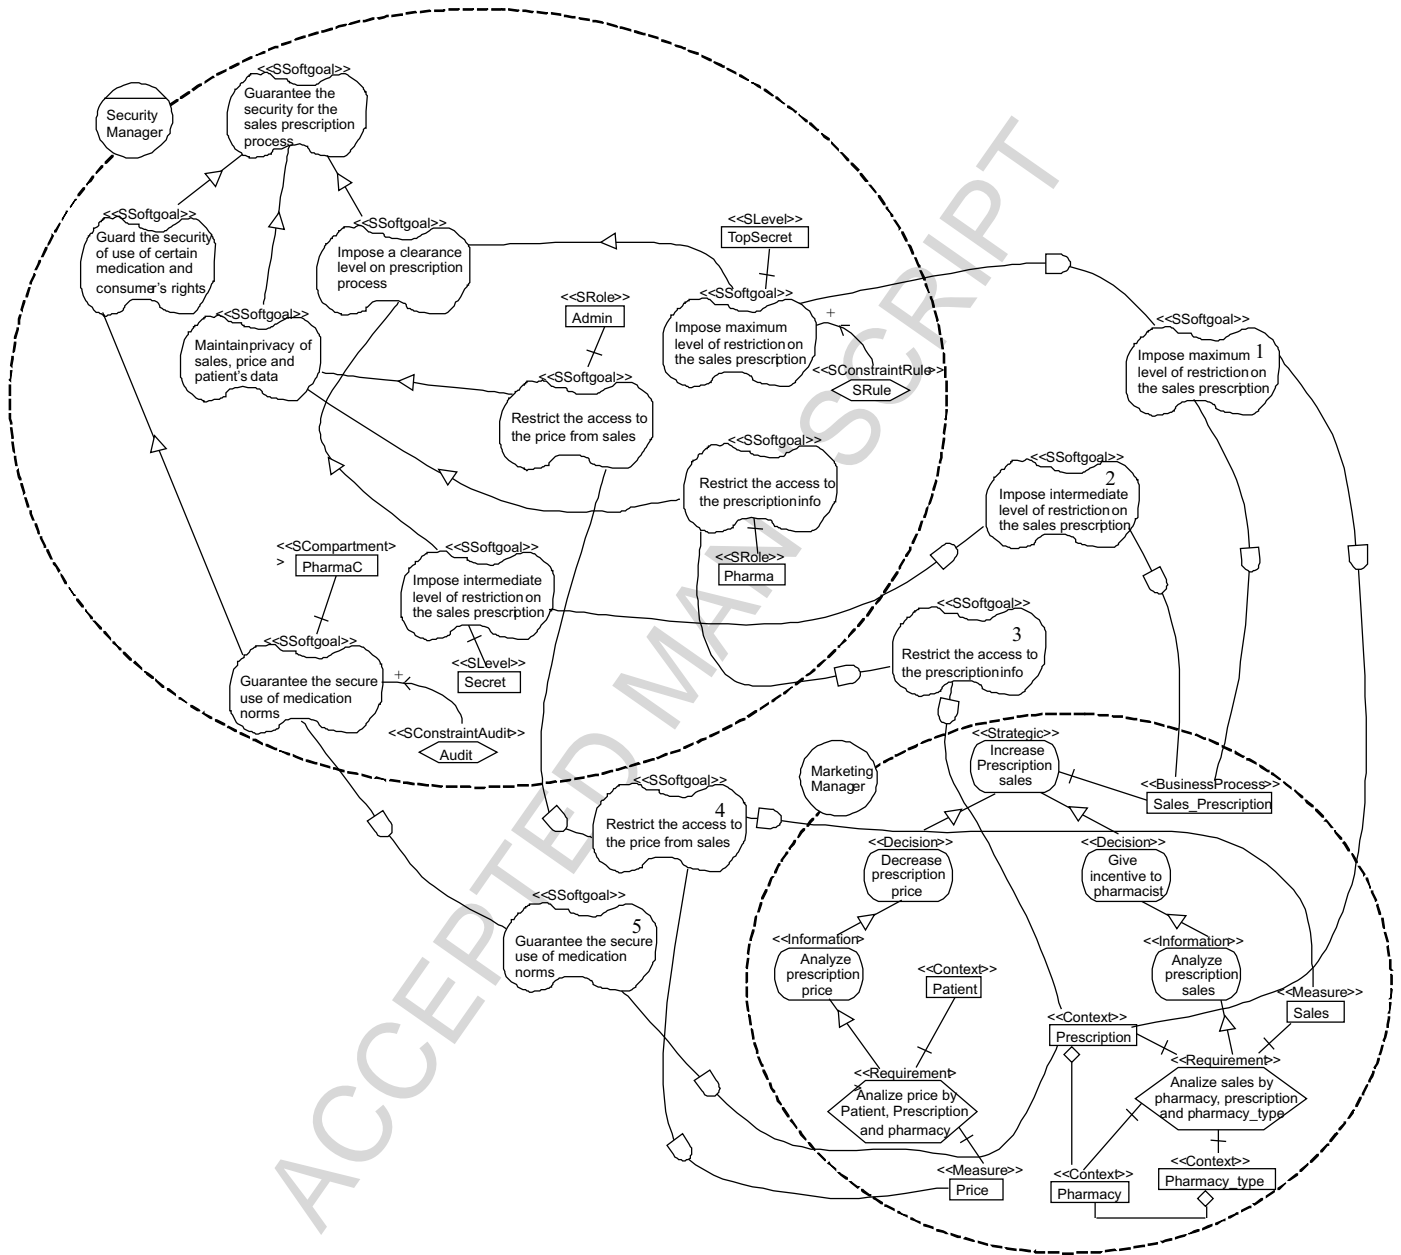 <<SSoftgoal>>
Guarantee the
security for the
sales prescription
process
Security
Manager
<<SSoftgoal>>
Guard the security
of use of certain
medication and
consumer's rights
<<SSoftgoal>>
Impose a clearance
level on prescription
process
<<SLevel>>
TopSecret
<<SSoftgoal>>
Impose maximum
level of restriction on
the sales prescription
+
<<SConstraintRule>>
SRule
<<SRole>>
Admin
<<SSoftgoal>>
Maintain privacy of
sales, price and
patient's data
<<SSoftgoal>>
Restrict the access to
the price from sales
<<SSoftgoal>>
Restrict the access to
the prescription info
<<SRole>>
Pharma
<<SSoftgoal>>
Impose maximum 1
level of restriction on
the sales prescription
<<SSoftgoal>>
2
Impose intermediate
level of restriction on
the sales prescription
<<SCompartment>
>
PharmaC
<<SSoftgoal>>
Impose intermediate
level of restriction on
the sales prescription
<<SLevel>>
Secret
<<SSoftgoal>>
Guarantee the secure
use of medication
norms
+
<<SConstraintAudit>>
Audit
<<SSoftgoal>>
3
Restrict the access to
the prescription info
<<SSoftgoal>>
4
Restrict the access to
the price from sales
<<SSoftgoal>>
5
Guarantee the secure
use of medication
norms
Marketing
Manager
<<Strategic>>
Increase
Prescription
sales
<<BusinessProcess>>
Sales_Prescription
<<Decision>>
Decrease
prescription
price
<<Decision>>
Give
incentive to
pharmacist
<<Information>
Analyze
prescription
price
<<Information>>
Analyze
prescription
sales
<<Context>>
Patient
<<Measure>>
Sales
<<Context>>
Prescription
<<Requirement>
>
Analize price by
Patient, Prescription
and pharmacy
<<Requirement>>
Analize sales by
pharmacy, prescription
and pharmacy_type
<<Measure>>
Price
<<Context>>
Pharmacy
<<Context>>
Pharmacy_type
ACCEPTED MANUSCRIPT